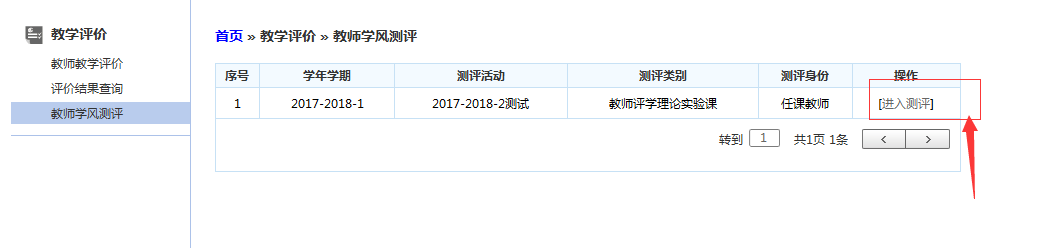 教学评价
教师教学评价
评价结果查询
教师学风测评
首页 » 教学评价 » 教师学风测评
序号 学年学期 测评活动 测评类别 测评身份 操作
1 2017-2018-1 2017-2018-2测试 教师评学理论实验课 任课教师 [进入测评]
转到 1 共1页 1条